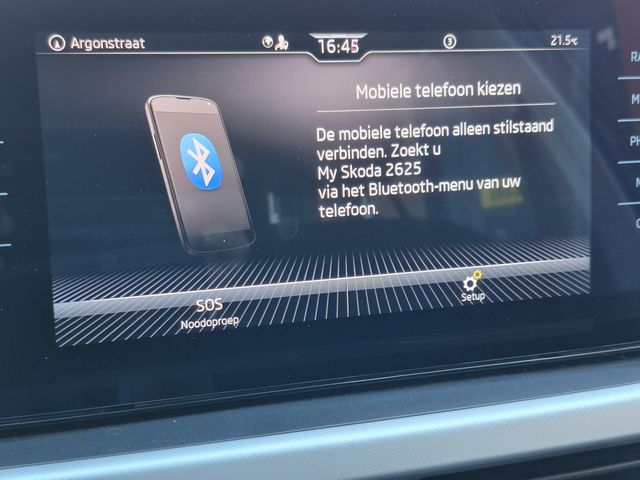 Argonstraat 16:45 3 21.5°C
Mobiele telefoon kiezen
De mobiele telefoon alleen stilstaand
verbinden. Zoekt u
My Skoda 2625
via het Bluetooth-menu van uw
telefoon.
SOS
Noodoproep
Setup